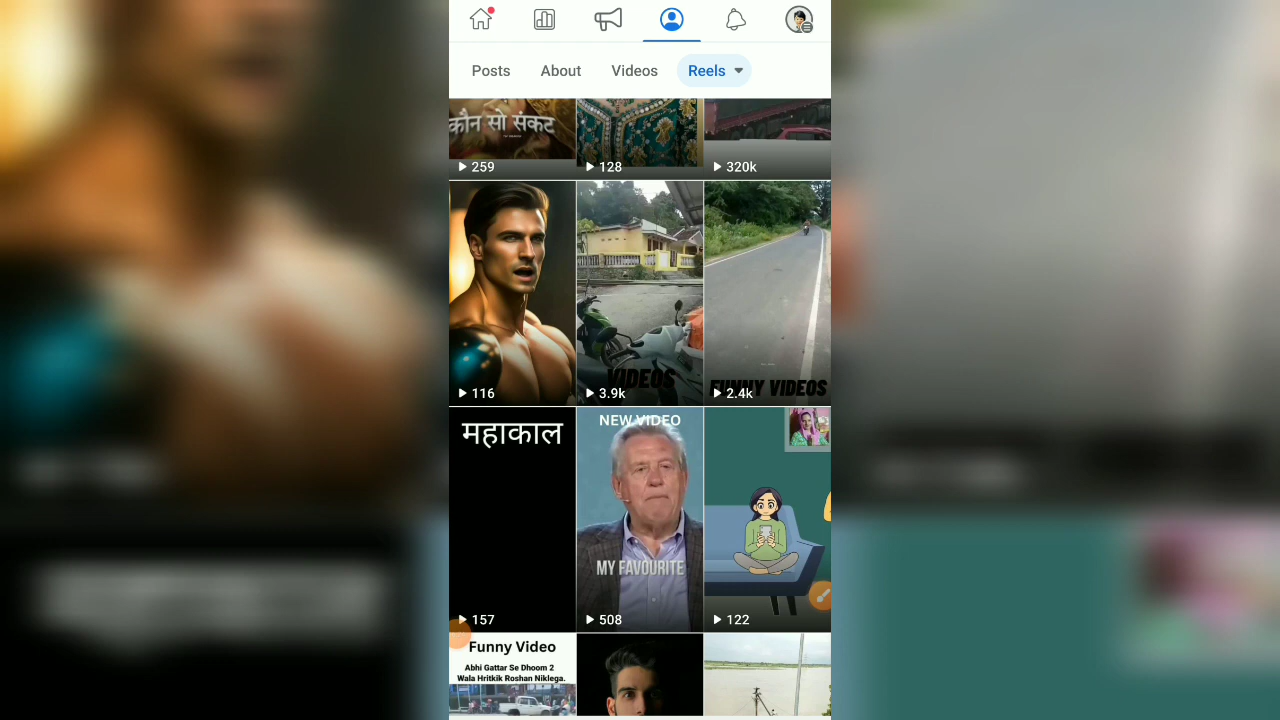 Posts About Videos Reels
कौन सो संकट
259 128 320k
VIDEOS
FUNNY VIDEOS
116 3.9k 2.4k
महाकाल
NEW VIDEO
MY FAVOURITE
157 508 122
Funny Video
Abhi Gattar Se Dhoom 2
Wala Hritkik Roshan Niklega.